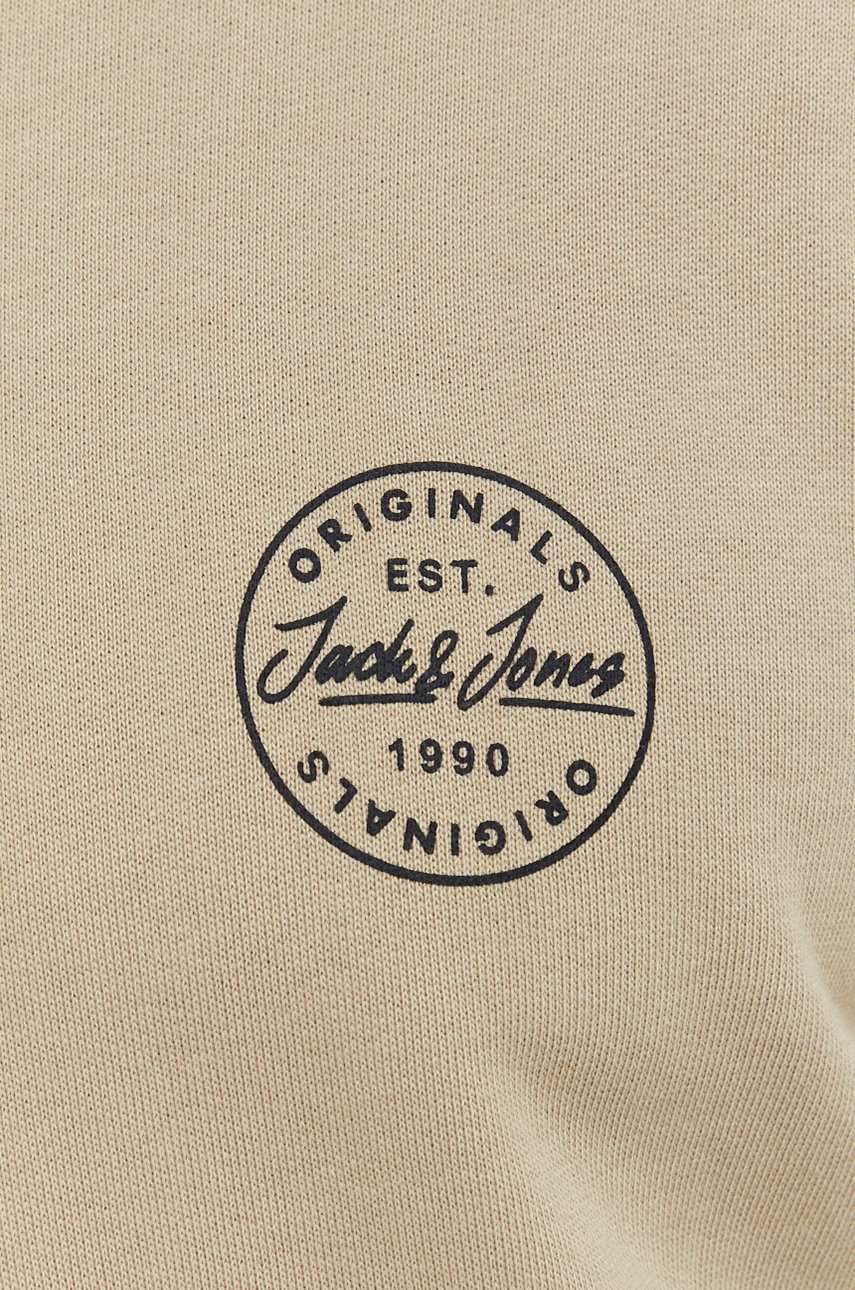 ORIGINALS
EST.
Jack & Jones
1990
ORIGINALS